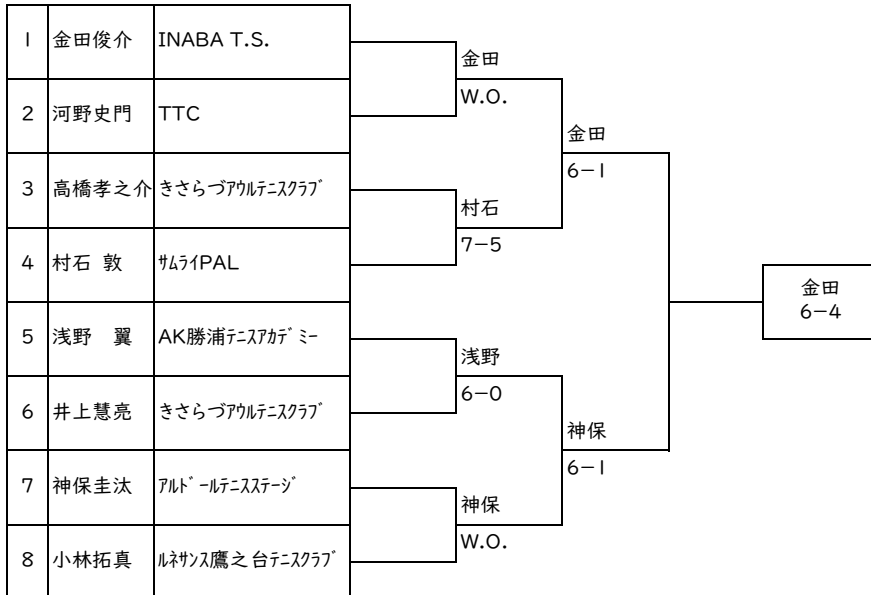 1 金田俊介 INABA T.S.
金田
W.O.
2 河野史門 TTC
金田
6-1
3 高橋孝之介 きさらづｱｳﾙﾃﾆｽｸﾗﾌﾞ
村石
7-5
4 村石 敦 ｻﾑﾗｲPAL
金田
6-4
5 浅野　翼 AK勝浦ﾃﾆｽｱｶﾃﾞﾐｰ
浅野
6-0
6 井上慧亮 きさらづｱｳﾙﾃﾆｽｸﾗﾌﾞ
神保
6-1
7 神保圭汰 ｱﾙﾄﾞｰﾙﾃﾆｽｽﾃｰｼﾞ
神保
W.O.
8 小林拓真 ﾙﾈｻﾝｽ鷹之台ﾃﾆｽｸﾗﾌﾞ